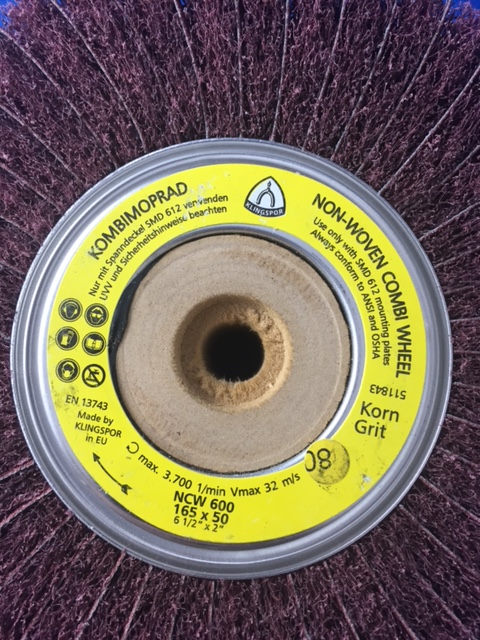 KLINGSPOR
KOMBIMOPRAD
Nur mit Spanndeckel SMD 612 verwenden
UVV und Sicherheitshinweise beachten
NON-WOVEN COMBI WHEEL
Use only with SMD 612 mounting plates
Always conform to ANSI and OSHA
511843
Korn
Grit
80
EN 13743
Made by
KLINGSPOR
in EU
max. 3.700 1/min Vmax 32 m/s
NCW 600
165 x 50
6 1/2" x 2"